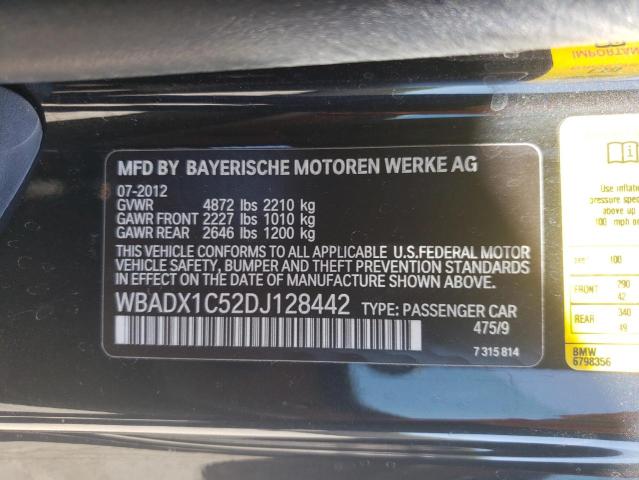 IMPORTAN
MFD BY BAYERISCHE MOTOREN WERKE AG
07-2012
GVWR 4872 lbs 2210 kg
GAWR FRONT 2227 lbs 1010 kg
GAWR REAR 2646 lbs 1200 kg
THIS VEHICLE CONFORMS TO ALL APPLICABLE U.S.FEDERAL MOTOR
VEHICLE SAFETY, BUMPER, AND THEFT PREVENTION STANDARDS
IN EFFECT ON THE DATE OF MANUFACTURE SHOWN ABOVE.
WBADX1C52DJ128442 TYPE: PASSENGER CAR
475/9
7 315 814
Use inflat
pressure spec
above up
100 mph or
100
FRONT 290
42
REAR 340
49
BMW
6798356